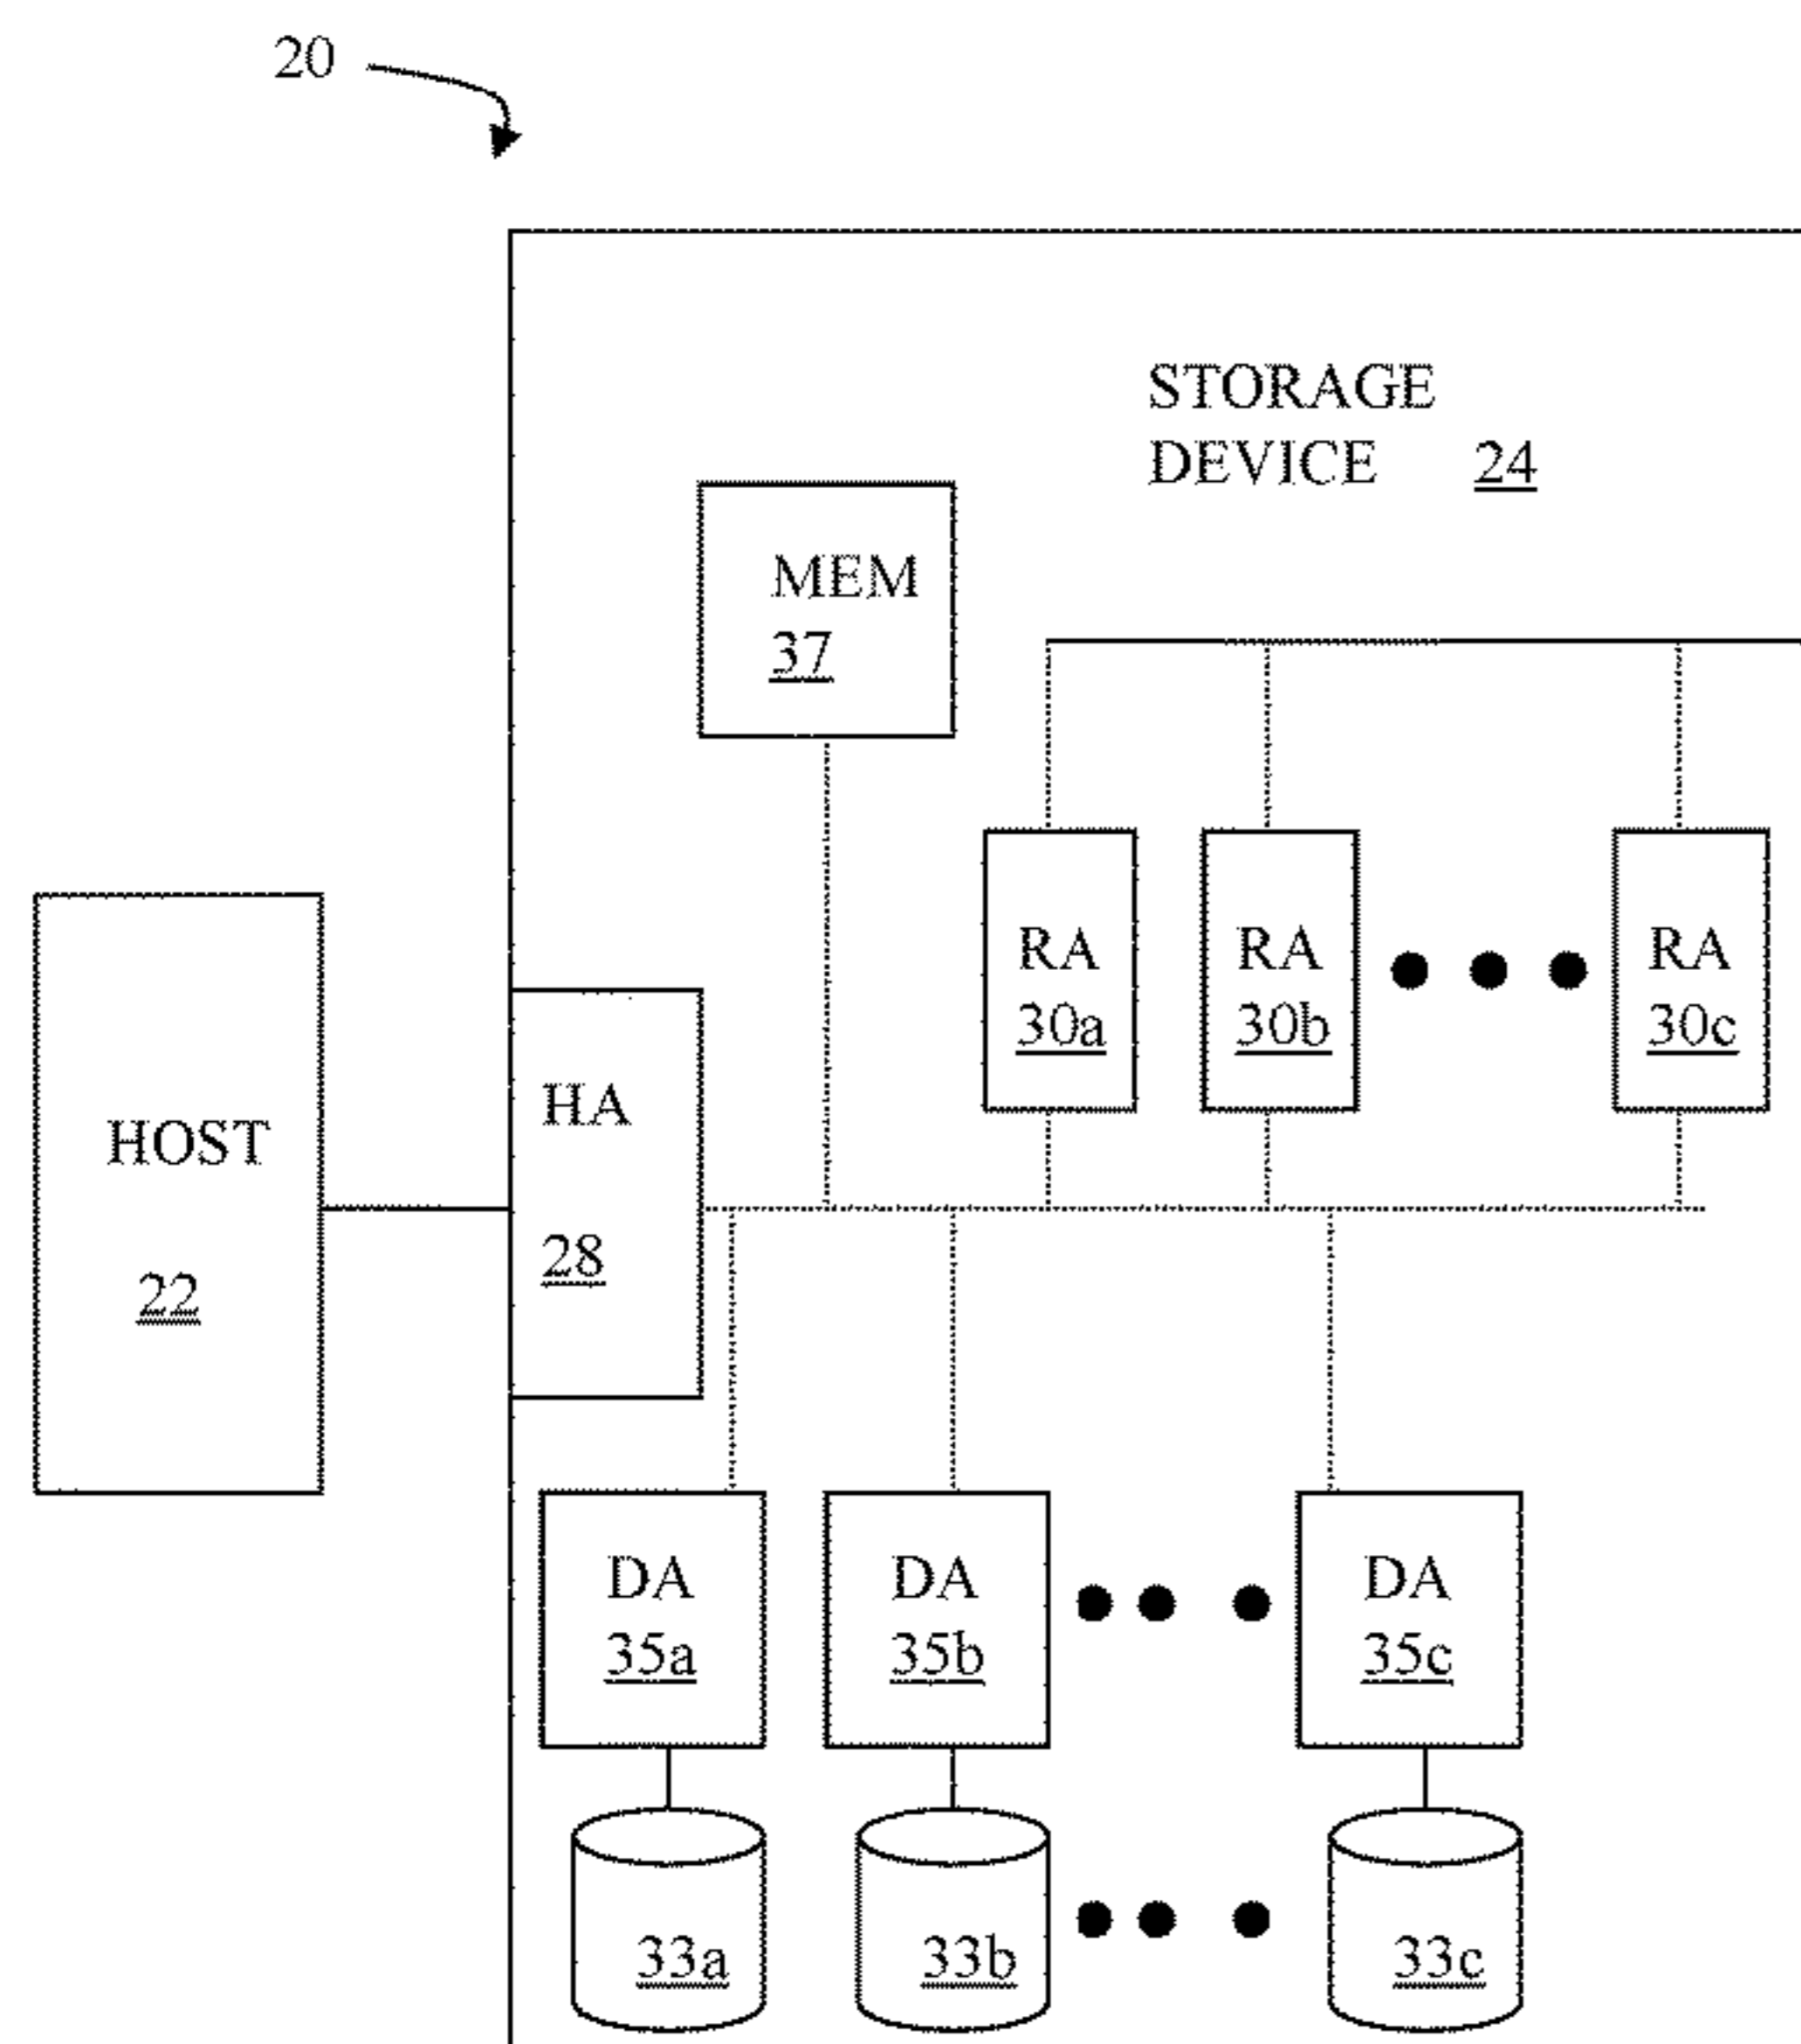 20
STORAGE
DEVICE 24
MEM
37
RA
30a
RA
30b
RA
30c
HOST
22
HA
28
DA
35a
DA
35b
DA
35c
33a
33b
33c